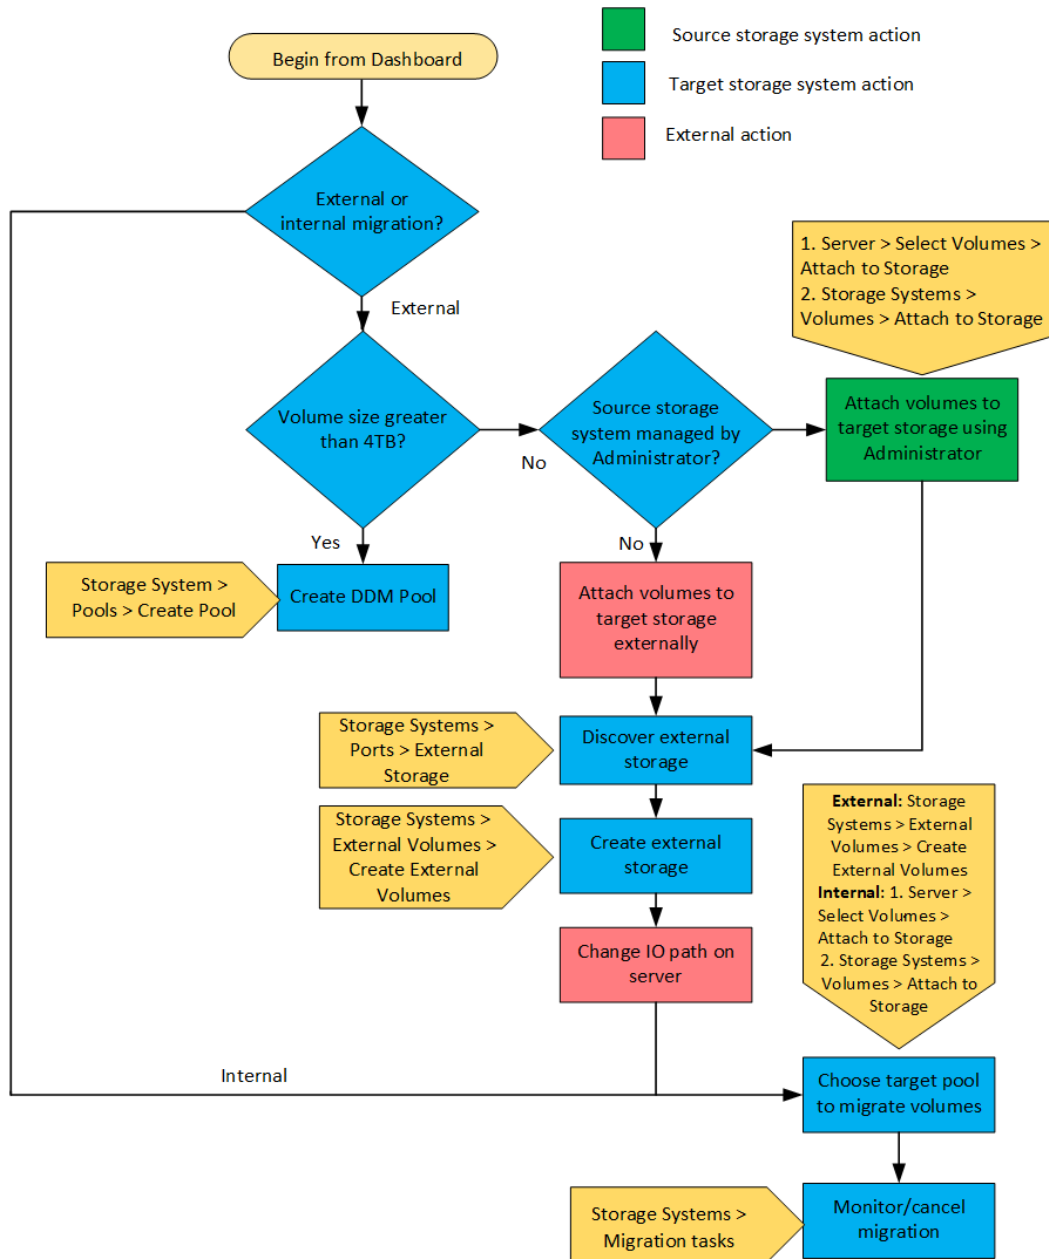 Source storage system action
Begin from Dashboard
Target storage system action
External action
External or
internal migration?
1. Server > Select Volumes >
Attach to Storage
2. Storage Systems >
Volumes > Attach to Storage
External
Volume size greater
than 4TB?
No
Source storage
system managed by
Administrator?
Attach volumes to
target storage using
Administrator
Yes
No
Storage System >
Pools > Create Pool
Create DDM Pool
Attach volumes to
target storage
externally
Storage Systems >
Ports > External
Storage
Discover external
storage
Storage Systems >
External Volumes >
Create External
Volumes
Create external
storage
External: Storage
Systems > External
Volumes > Create
External Volumes
Internal: 1. Server >
Select Volumes >
Attach to Storage
2. Storage Systems >
Volumes > Attach to
Storage
Change IO path on
server
Internal
Choose target pool
to migrate volumes
Storage Systems >
Migration tasks
Monitor/cancel
migration